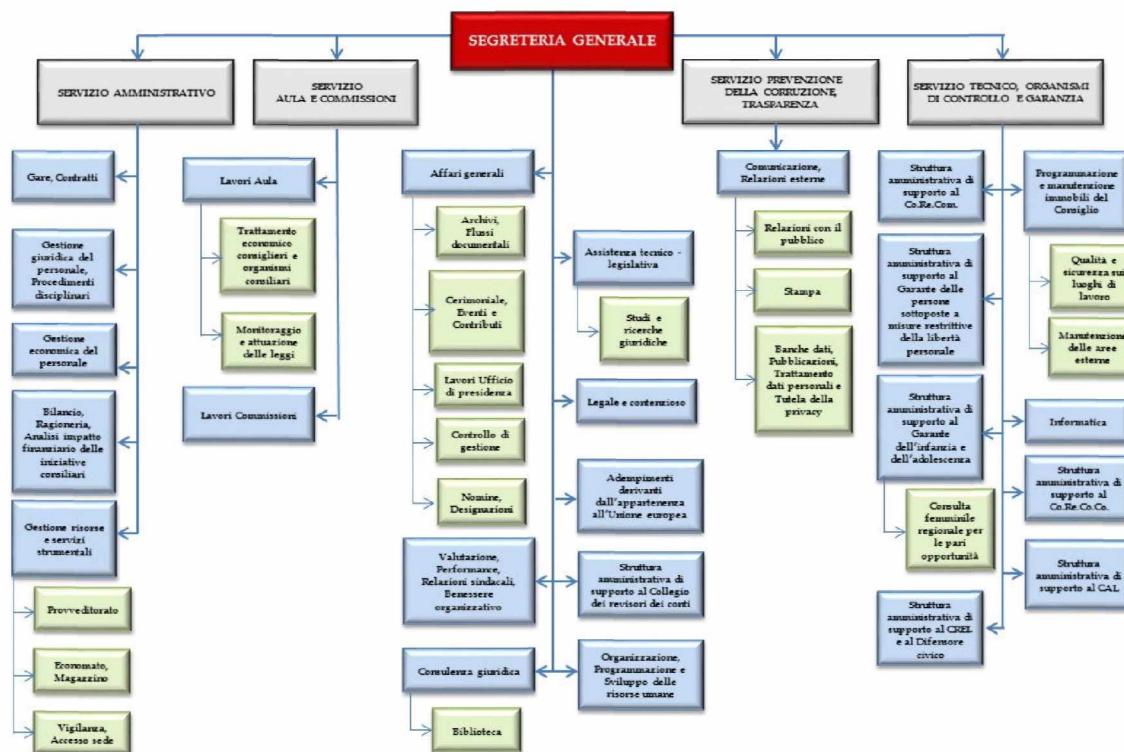 SEGRETERIA GENERALE
SERVIZIO AMMINISTRATIVO
SERVIZIO
AULA E COMMISSIONI
SERVIZIO PREVENZIONE
DELLA CORRUZIONE,
TRASPARENZA
SERVIZIO TECNICO, ORGANISMI
DI CONTROLLO E GARANZIA
Gare, Contratti
Gestione
giuridica del
personale,
Procedimenti
disciplinari
Gestione
economica del
personale
Bilancio,
Ragioneria,
Analisi impatto
finanziario delle
iniziative
consiliari
Gestione risorse
e servizi
strumentali
Provveditorato
Economato,
Magazzino
Vigilanza,
Accesso sede
Lavori Aula
Trattamento
economico
consiglieri e
organismi
consiliari
Monitoraggio
e attuazione
delle leggi
Lavori Commissioni
Affari generali
Archivi,
Flussi
documentali
Cerimoniale,
Eventi e
Contributi
Lavori Ufficio
di presidenza
Controllo di
gestione
Nomine,
Designazioni
Valutazione,
Performance,
Relazioni sindacali,
Benessere
organizzativo
Consulenza giuridica
Biblioteca
Assistenza tecnico -
legislativa
Studi e
ricerche
giuridiche
Legale e contenzioso
Adempimenti
derivanti
dall'appartenenza
all'Unione europea
Struttura
amministrativa di
supporto al Collegio
dei revisori dei conti
Organizzazione,
Programmazione e
Sviluppo delle
risorse umane
Comunicazione,
Relazioni esterne
Relazioni con il
pubblico
Stampa
Banche dati,
Pubblicazioni,
Trattamento
dati personali e
Tutela della
privacy
Struttura
amministrativa di
supporto al
Co.Re.Com.
Struttura
amministrativa di
supporto al
Garante delle
persone
sottoposte a
misure restrittive
della libertà
personale
Struttura
amministrativa di
supporto al
Garante
dell'infanzia e
dell'adolescenza
Consulta
femminile
regionale per
le pari
opportunità
Struttura
amministrativa di
supporto al CREL
e al Difensore
civico
Programmazione
e manutenzione
immobili del
Consiglio
Qualità e
sicurezza sui
luoghi di
lavoro
Manutenzione
delle aree
esterne
Informatica
Struttura
amministrativa di
supporto al
Co.Re.Co.Co.
Struttura
amministrativa di
supporto al CAL